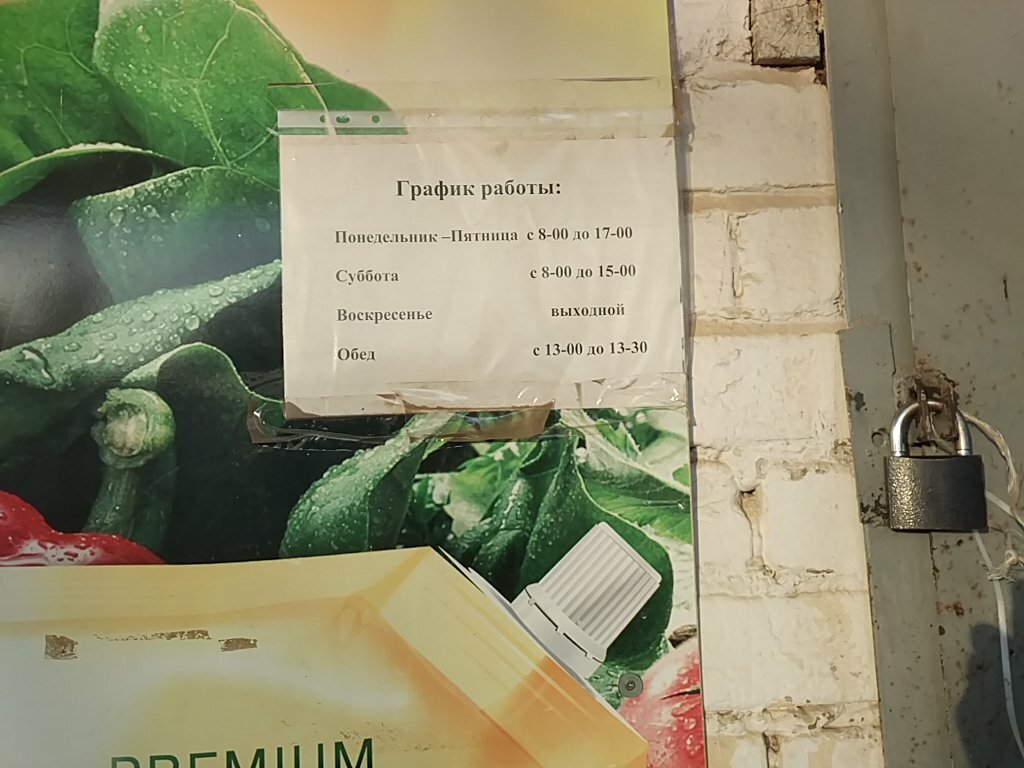 График работы:
Понедельник –Пятница с 8-00 до 17-00
Суббота с 8-00 до 15-00
Воскресенье выходной
Обед с 13-00 до 13-30
PREMIUM